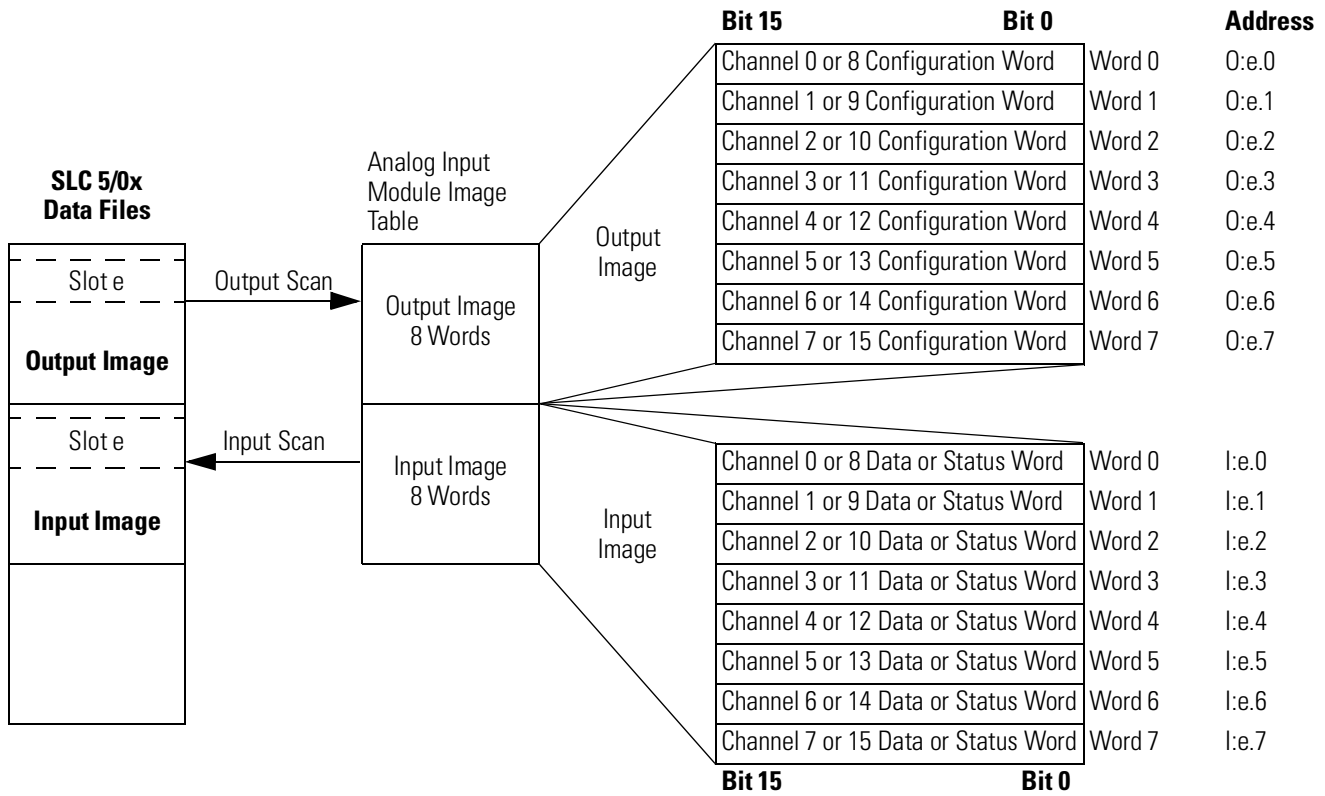 Bit 15 Bit 0 Address
Channel 0 or 8 Configuration Word Word 0 O:e.0
Channel 1 or 9 Configuration Word Word 1 O:e.1
Channel 2 or 10 Configuration Word Word 2 O:e.2
Channel 3 or 11 Configuration Word Word 3 O:e.3
Channel 4 or 12 Configuration Word Word 4 O:e.4
Channel 5 or 13 Configuration Word Word 5 O:e.5
Channel 6 or 14 Configuration Word Word 6 O:e.6
Channel 7 or 15 Configuration Word Word 7 O:e.7
SLC 5/0x
Data Files
Analog Input
Module Image
Table
Output
Image
Slot e
Output Scan
Output Image
8 Words
Output Image
Slot e
Input Scan
Input Image
8 Words
Input Image
Input
Image
Channel 0 or 8 Data or Status Word Word 0 I:e.0
Channel 1 or 9 Data or Status Word Word 1 I:e.1
Channel 2 or 10 Data or Status Word Word 2 I:e.2
Channel 3 or 11 Data or Status Word Word 3 I:e.3
Channel 4 or 12 Data or Status Word Word 4 I:e.4
Channel 5 or 13 Data or Status Word Word 5 I:e.5
Channel 6 or 14 Data or Status Word Word 6 I:e.6
Channel 7 or 15 Data or Status Word Word 7 I:e.7
Bit 15 Bit 0